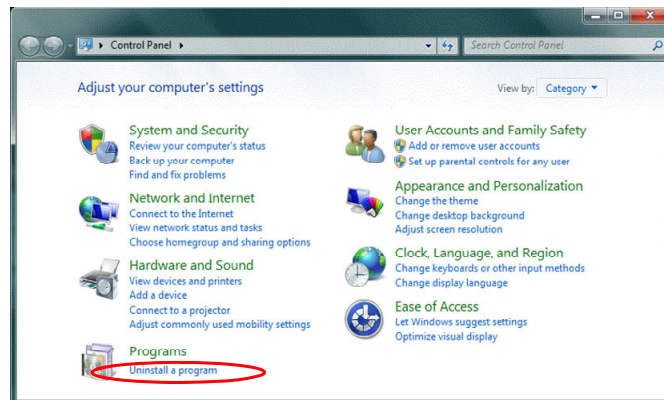 Control Panel
Search Control Panel
Adjust your computer's settings
View by: Category
System and Security
Review your computer's status
Back up your computer
Find and fix problems
Network and Internet
Connect to the Internet
View network status and tasks
Choose homegroup and sharing options
Hardware and Sound
View devices and printers
Add a device
Connect to a projector
Adjust commonly used mobility settings
Programs
Uninstall a program
User Accounts and Family Safety
Add or remove user accounts
Set up parental controls for any user
Appearance and Personalization
Change the theme
Change desktop background
Adjust screen resolution
Clock, Language, and Region
Change keyboards or other input methods
Change display language
Ease of Access
Let Windows suggest settings
Optimize visual display